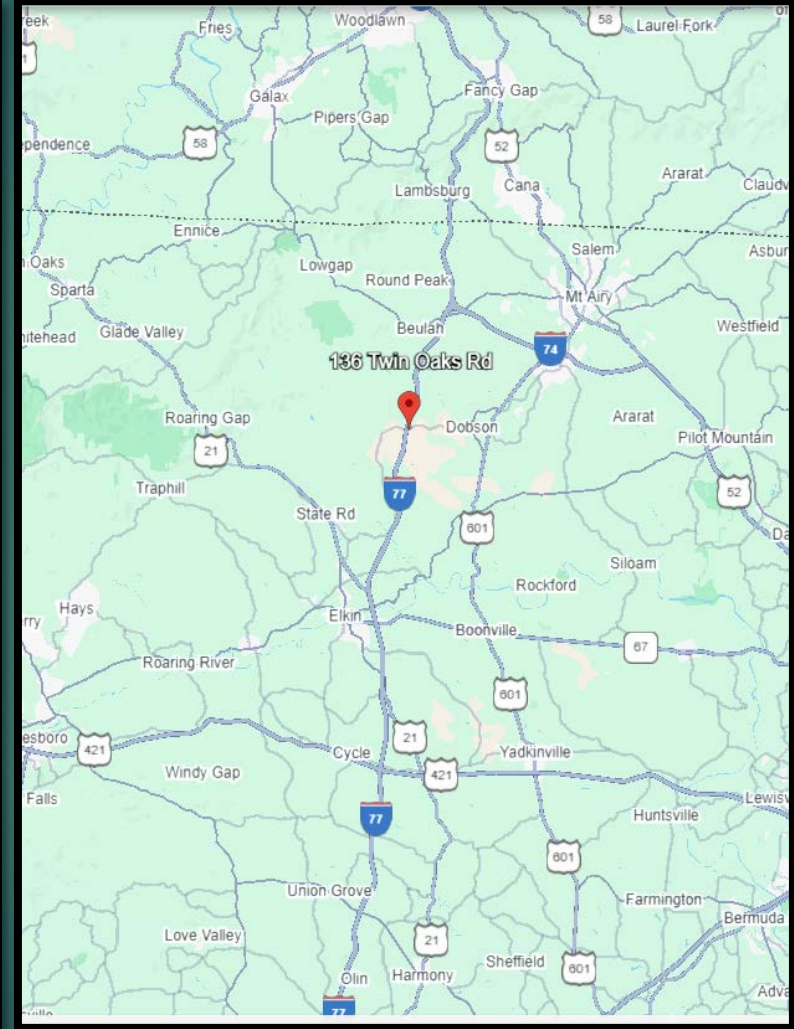 reek
Fries
Woodlawn
58
Laurel Fork
Galax
Fancy Gap
Pipers Gap
58
52
ependence
Lambsburg
Cana
Ararat
Claudv
Ennice
Salem
Asbur
n Oaks
Lowgap
Round Peak
Sparta
Mt Airy
Westfield
hitehead
Glade Valley
Beulah
74
136 Twin Oaks Rd
Roaring Gap
Dobson
Ararat
Pilot Mountain
21
Traphill
77
52
State Rd
601
Siloam
Rockford
Hays
rry
Elkin
Boonville
67
Roaring River
601
esboro
421
21
Cycle
Yadkinville
Windy Gap
421
Falls
77
Lewisv
Huntsville
601
Union Grove
Farmington
Bermuda
Love Valley
21
Sheffield
601
Olin
Harmony
Adva
77
sville